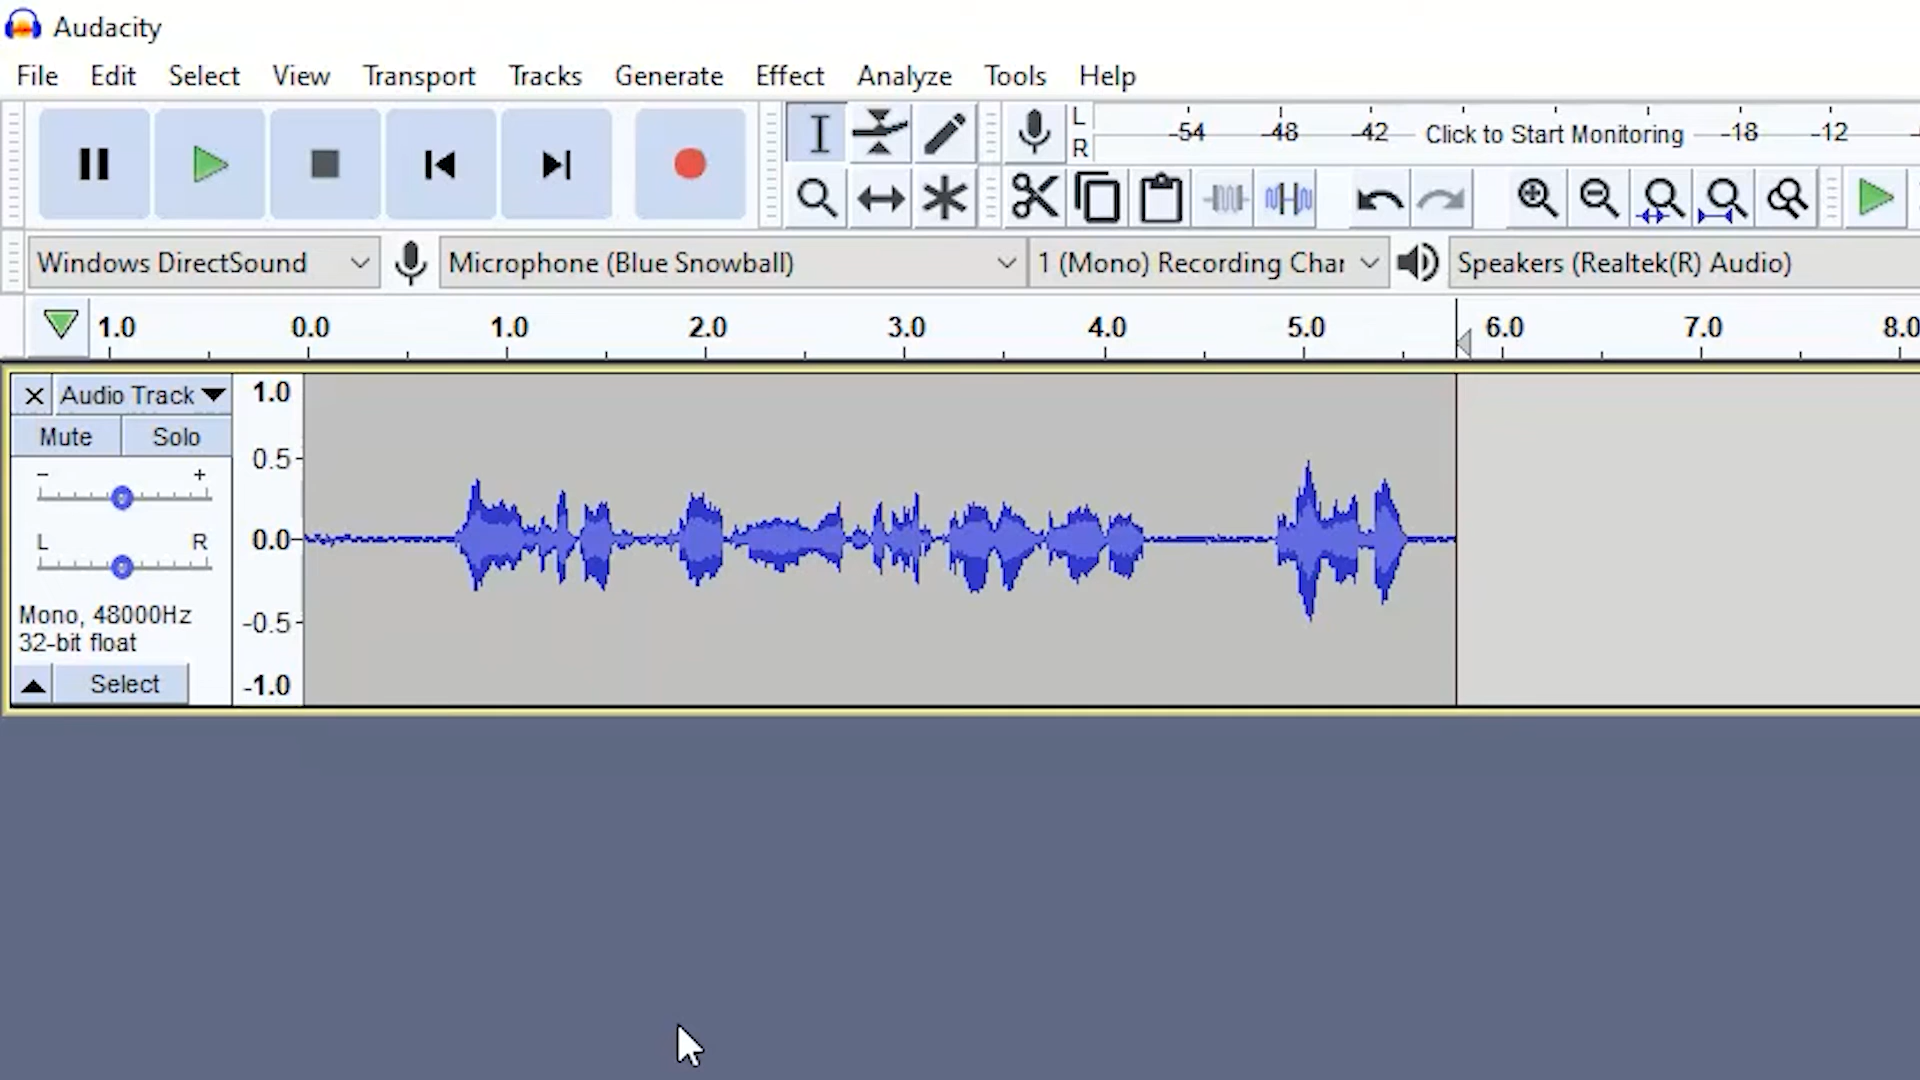 Audacity
File Edit Select View Transport Tracks Generate Effect Analyze Tools Help
L
R
-54 -48 -42 Click to Start Monitoring -18 -12
Windows DirectSound Microphone (Blue Snowball) 1 (Mono) Recording Char Speakers (Realtek(R) Audio)
1.0 0.0 1.0 2.0 3.0 4.0 5.0 6.0 7.0 8.0
Audio Track
Mute Solo
- +
L R
Mono, 48000Hz
32-bit float
Select
1.0
0.5
0.0
-0.5
-1.0